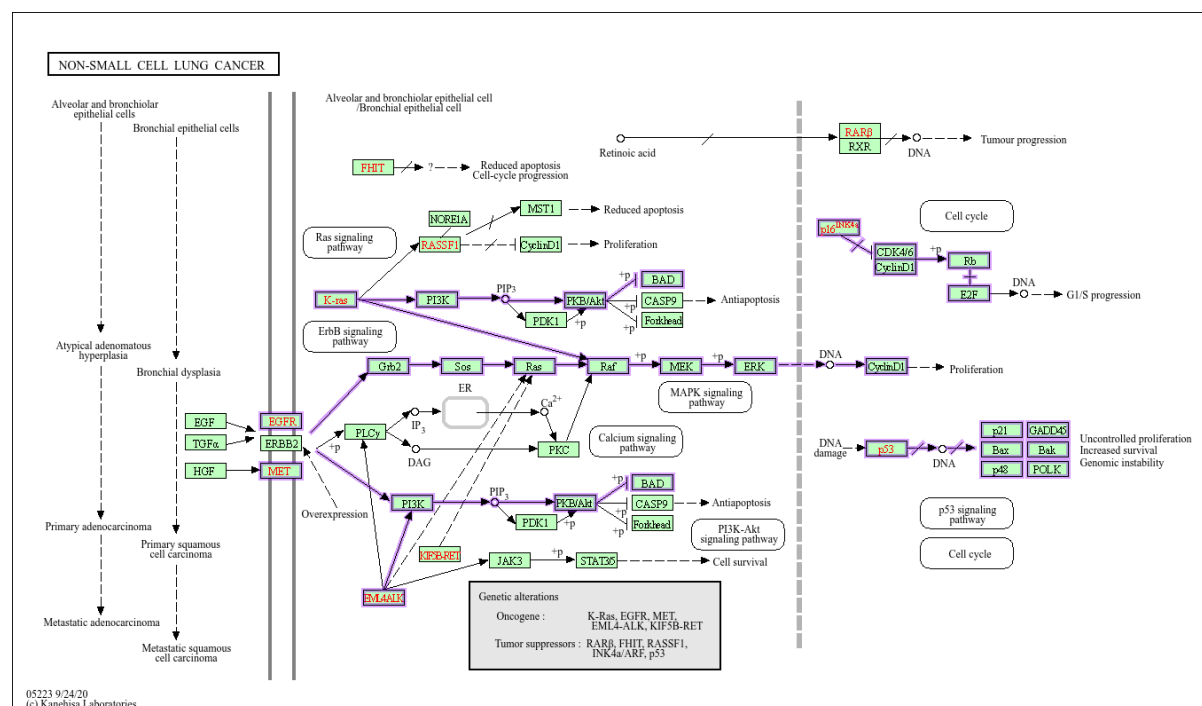 NON-SMALL CELL LUNG CANCER
Alveolar and bronchiolar
epithelial cells
Bronchial epithelial cells
Alveolar and bronchiolar epithelial cell
/Bronchial epithelial cell
Retinoic acid
RARβ
RXR
DNA
Tumour progression
FHIT
?
Reduced apoptosis
Cell-cycle progression
NORE1A
MST1
Reduced apoptosis
Ras signaling
pathway
RASSF1
CyclinD1
Proliferation
p16INK4a
Cell cycle
CDK4/6
CyclinD1
+p
Rb
E2F
DNA
G1/S progression
K-ras
PI3K
PIP3
PKB/Akt
PDK1
+p
+p
+p
+p
BAD
CASP9
Forkhead
Antiapoptosis
ErbB signaling
pathway
Atypical adenomatous
hyperplasia
Bronchial dysplasia
Grb2
Sos
Ras
Raf
+p
MEK
+p
ERK
DNA
CyclinD1
Proliferation
MAPK signaling
pathway
EGF
TGFα
HGF
EGFR
ERBB2
MET
+p
PLCγ
IP3
DAG
ER
Ca2+
PKC
Calcium signaling
pathway
DNA
damage
p53
DNA
p21
GADD45
Bax
Bak
p48
POLK
Uncontrolled proliferation
Increased survival
Genomic instability
Overexpression
PI3K
PIP3
PKB/Akt
PDK1
+p
+p
+p
+p
BAD
CASP9
Forkhead
Antiapoptosis
PI3K-Akt
signaling pathway
p53 signaling
pathway
Cell cycle
Primary adenocarcinoma
Primary squamous
cell carcinoma
KIF5B-RET
JAK3
+p
STAT3/5
Cell survival
EML4ALK
Metastatic adenocarcinoma
Metastatic squamous
cell carcinoma
Genetic alterations
Oncogene : K-Ras, EGFR, MET,
EML4-ALK, KIF5B-RET
Tumor suppressors : RARβ, FHIT, RASSF1,
INK4a/ARF, p53
05223 9/24/20
(c) Kanehisa Laboratories